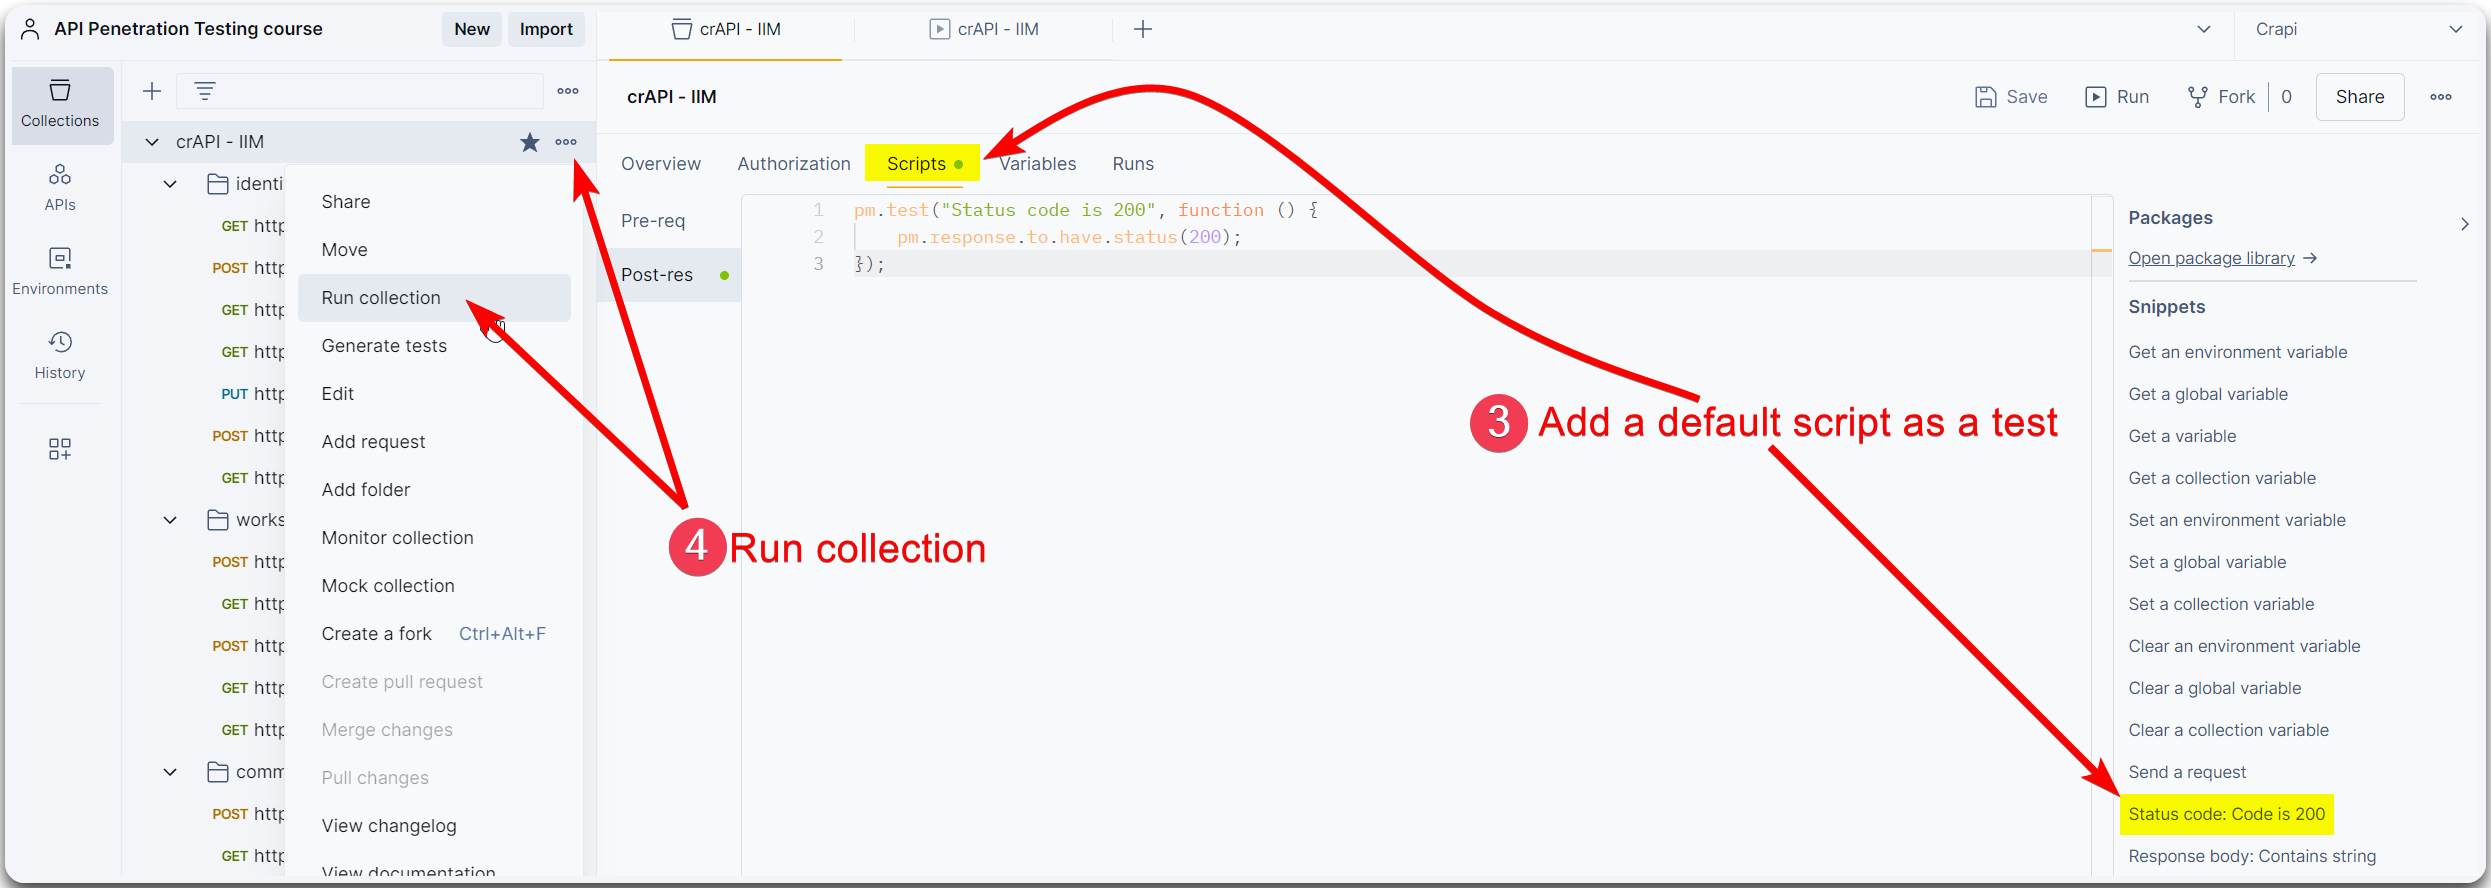 API Penetration Testing course
New
Import
crAPI - IIM
crAPI - IIM
Crapi
Collections
APIs
Environments
History
crAPI - IIM
identi
GET http
POST http
GET http
GET http
PUT http
POST http
GET http
works
POST http
GET http
POST http
GET http
GET http
comm
POST http
GET http
Share
Move
Run collection
Generate tests
Edit
Add request
Add folder
Monitor collection
Mock collection
Create a fork Ctrl+Alt+F
Create pull request
Merge changes
Pull changes
View changelog
View documentation
crAPI - IIM
Save
Run
Fork
0
Share
Overview
Authorization
Scripts
Variables
Runs
Pre-req
Post-res
1 pm.test("Status code is 200", function () {
2 pm.response.to.have.status(200);
3 });
3 Add a default script as a test
4 Run collection
Packages
Open package library →
Snippets
Get an environment variable
Get a global variable
Get a variable
Get a collection variable
Set an environment variable
Set a global variable
Set a collection variable
Clear an environment variable
Clear a global variable
Clear a collection variable
Send a request
Status code: Code is 200
Response body: Contains string